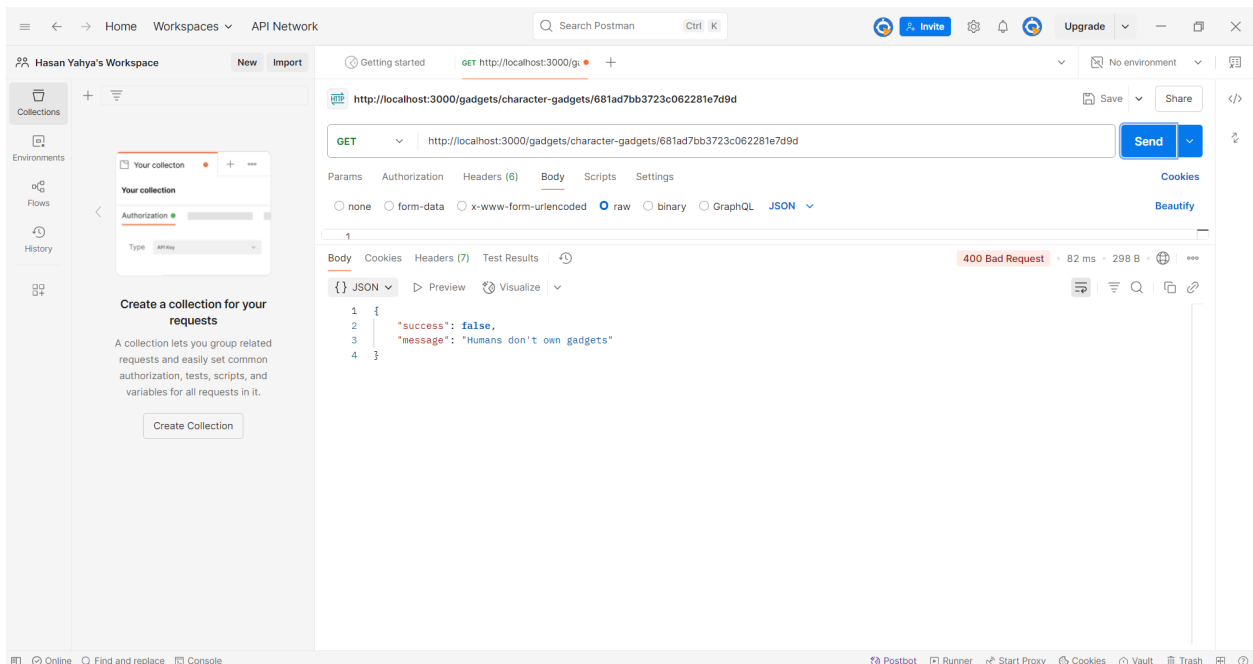 Home Workspaces API Network Search Postman Ctrl K Invite Upgrade
Hasan Yahya's Workspace New Import Getting started GET http://localhost:3000/ga No environment
Collections
Environments
Flows
History
Your collecton
Your collection
Authorization
Type API Key
Create a collection for your
requests
A collection lets you group related
requests and easily set common
authorization, tests, scripts, and
variables for all requests in it.
Create Collection
HTTP http://localhost:3000/gadgets/character-gadgets/681ad7bb3723c062281e7d9d Save Share
GET http://localhost:3000/gadgets/character-gadgets/681ad7bb3723c062281e7d9d Send
Params Authorization Headers (6) Body Scripts Settings Cookies
none form-data x-www-form-urlencoded raw binary GraphQL JSON Beautify
1
Body Cookies Headers (7) Test Results 400 Bad Request 82 ms 298 B
{} JSON Preview Visualize
1 {
2 "success": false,
3 "message": "Humans don't own gadgets"
4 }
Online Find and replace Console Postbot Runner Start Proxy Cookies Vault Trash